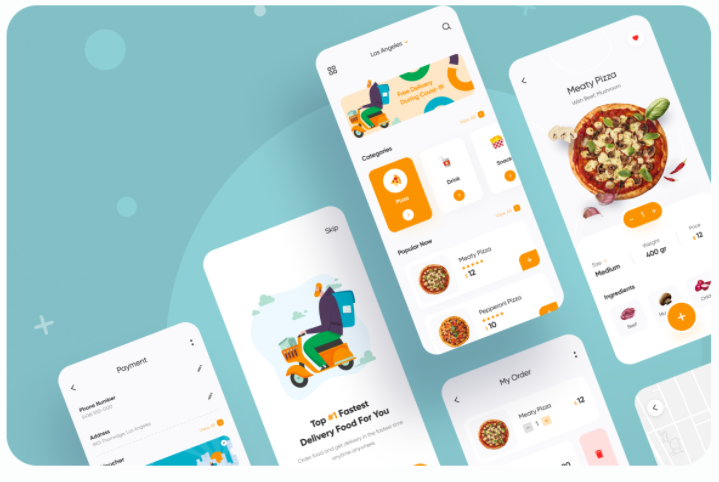 Los Angeles
Free Delivery
During Covid-19
View All
Categories
Pizza
Drink
Snack
View All
Popular Now
Meaty Pizza
$ 12
Pepperoni Pizza
$ 10
Meaty Pizza
With Beef, Mushroom
- 1 +
Size
Medium
Weight
400 gr
Price
$ 12
Ingredients
Beef
Skip
Top #1 Fastest
Delivery Food For You
Order food and get delivery in the fastest time
anytime anywhere
Payment
Phone Number
Address
View All
My Order
Meaty Pizza
- 1 +
$ 12